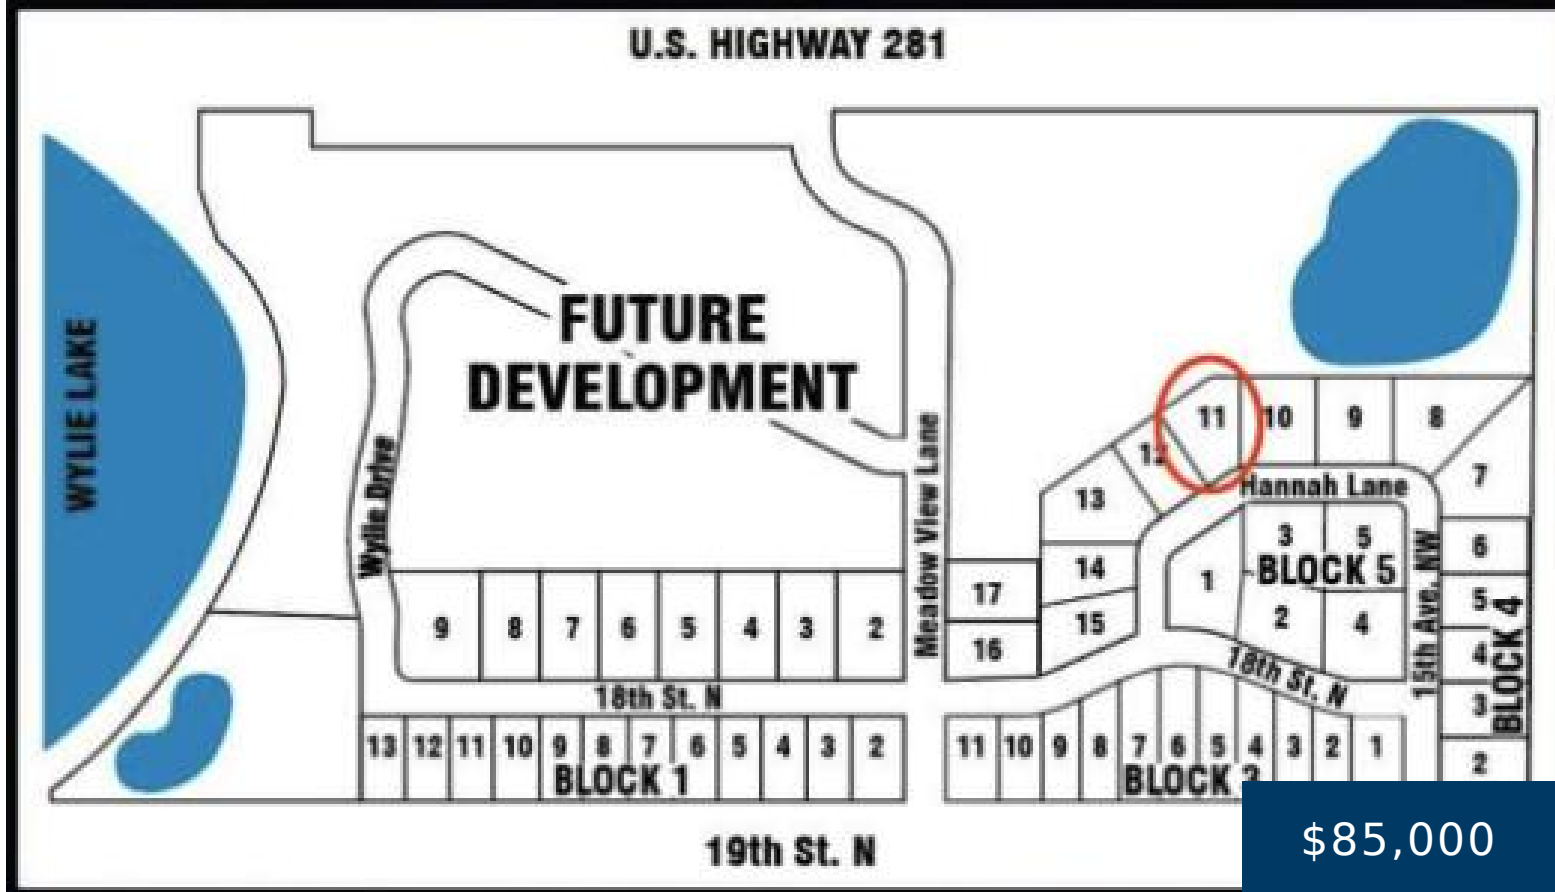 U.S. HIGHWAY 281
WYLIE LAKE
FUTURE
DEVELOPMENT
Wylie Drive
Meadow View Lane
11 10 9 8
12
13
7
Hannah Lane
3 5
6
BLOCK 5
14
1
17
15th Ave. NW
5
15
2 4
BLOCK 4
9 8 7 6 5 4 3 2
16
4
18th St. N
18th St. N
3
13 12 11 10 9 8 7 6 5 4 3 2
11 10 9 8 7 6 5 4 3 2 1
2
BLOCK 1
BLOCK
19th St. N
$85,000